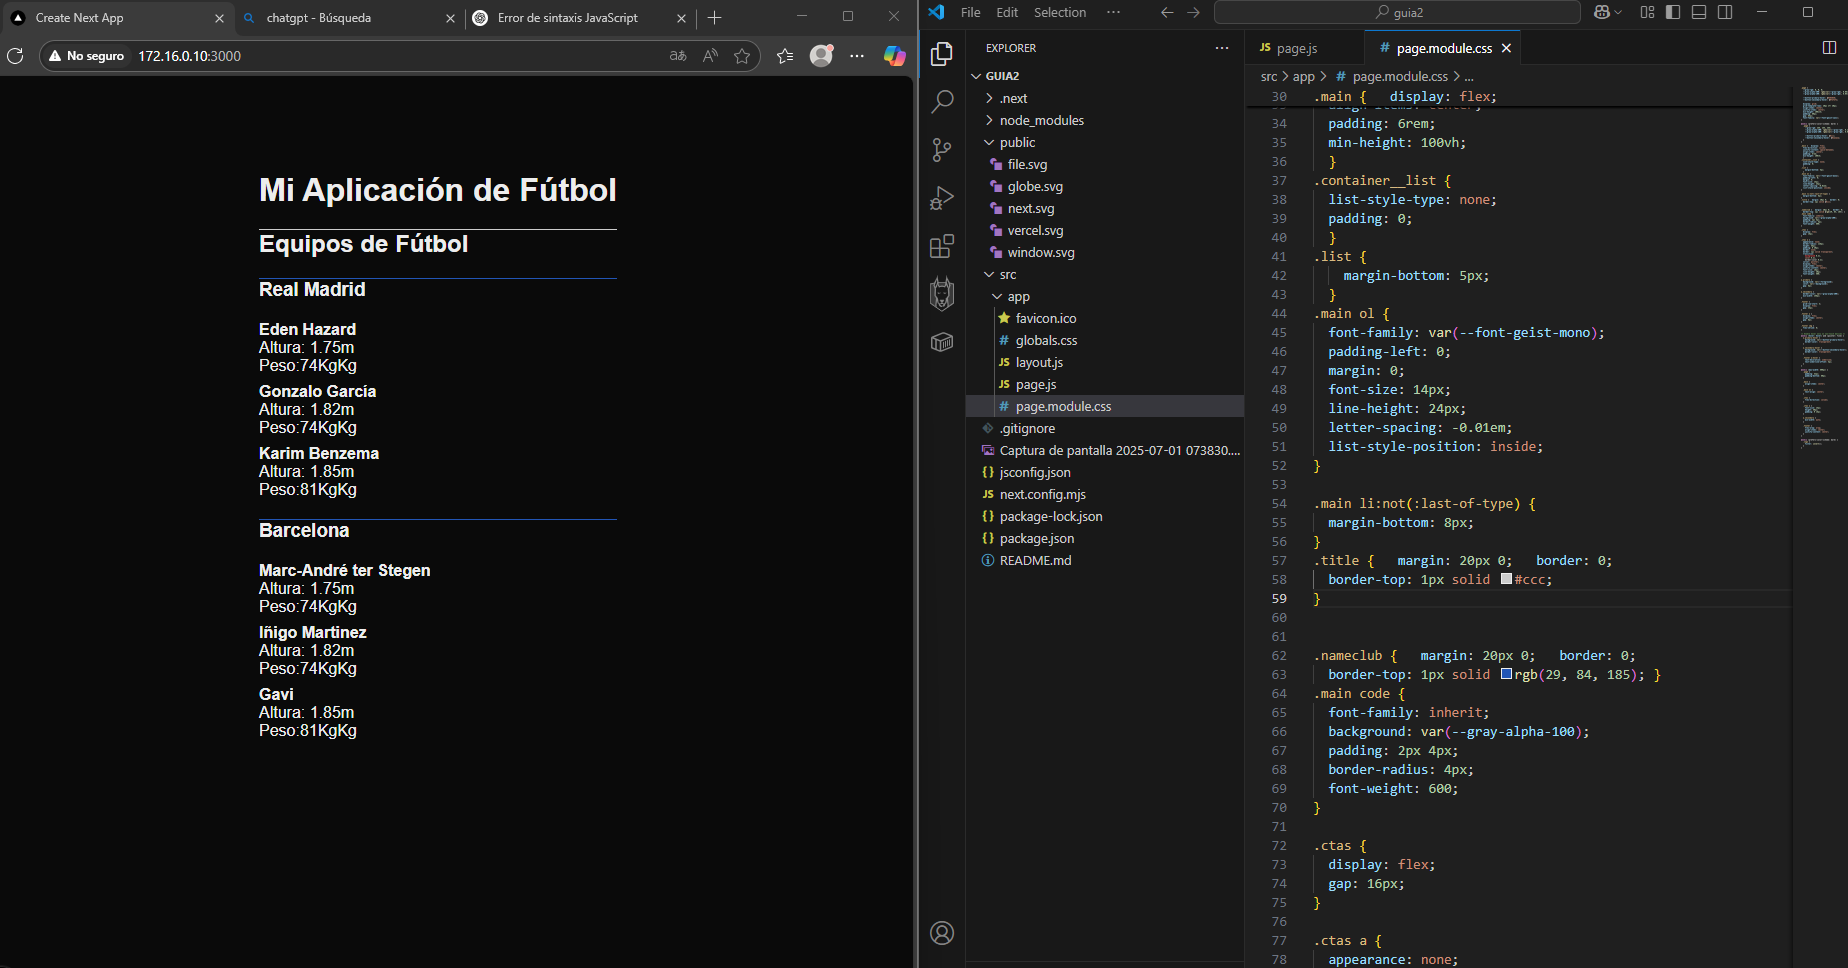 Create Next App
chatgpt - Búsqueda
Error de sintaxis JavaScript
No seguro
172.16.0.10:3000
Mi Aplicación de Fútbol
Equipos de Fútbol
Real Madrid
Eden Hazard
Altura: 1.75m
Peso:74KgKg
Gonzalo García
Altura: 1.82m
Peso:74KgKg
Karim Benzema
Altura: 1.85m
Peso:81KgKg
Barcelona
Marc-André ter Stegen
Altura: 1.75m
Peso:74KgKg
Iñigo Martinez
Altura: 1.82m
Peso:74KgKg
Gavi
Altura: 1.85m
Peso:81KgKg
File Edit Selection ···
guia2
EXPLORER
GUIA2
.next
node_modules
public
file.svg
globe.svg
next.svg
vercel.svg
window.svg
src
app
favicon.ico
# globals.css
JS layout.js
JS page.js
# page.module.css
.gitignore
Captura de pantalla 2025-07-01 073830....
{} jsconfig.json
JS next.config.mjs
{} package-lock.json
{} package.json
README.md
JS page.js
# page.module.css
src > app > # page.module.css > ...
30 .main { display: flex;
align-items: center;
34 padding: 6rem;
35 min-height: 100vh;
36 }
37 .container__list {
38 list-style-type: none;
39 padding: 0;
40 }
41 .list {
42 margin-bottom: 5px;
43 }
44 .main ol {
45 font-family: var(--font-geist-mono);
46 padding-left: 0;
47 margin: 0;
48 font-size: 14px;
49 line-height: 24px;
50 letter-spacing: -0.01em;
51 list-style-position: inside;
52 }
53
54 .main li:not(:last-of-type) {
55 margin-bottom: 8px;
56 }
57 .title { margin: 20px 0; border: 0;
58 border-top: 1px solid #ccc;
59 }
60
61
62 .nameclub { margin: 20px 0; border: 0;
63 border-top: 1px solid rgb(29, 84, 185); }
64 .main code {
65 font-family: inherit;
66 background: var(--gray-alpha-100);
67 padding: 2px 4px;
68 border-radius: 4px;
69 font-weight: 600;
70 }
71
72 .ctas {
73 display: flex;
74 gap: 16px;
75 }
76
77 .ctas a {
78 appearance: none;